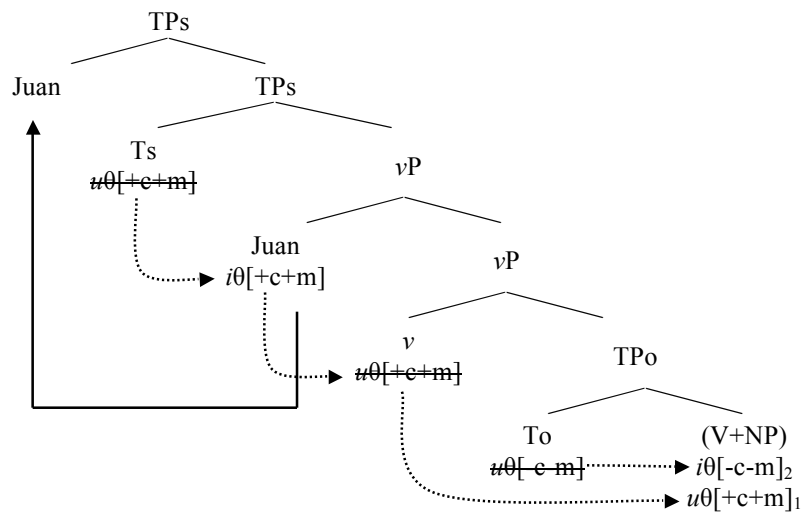 TPs
Juan TPs
Ts vP
uθ[+c+m]
Juan vP
iθ[+c+m]
v TPo
uθ[+c+m]
To (V+NP)
uθ[-c-m] iθ[-c-m]2
uθ[+c+m]1